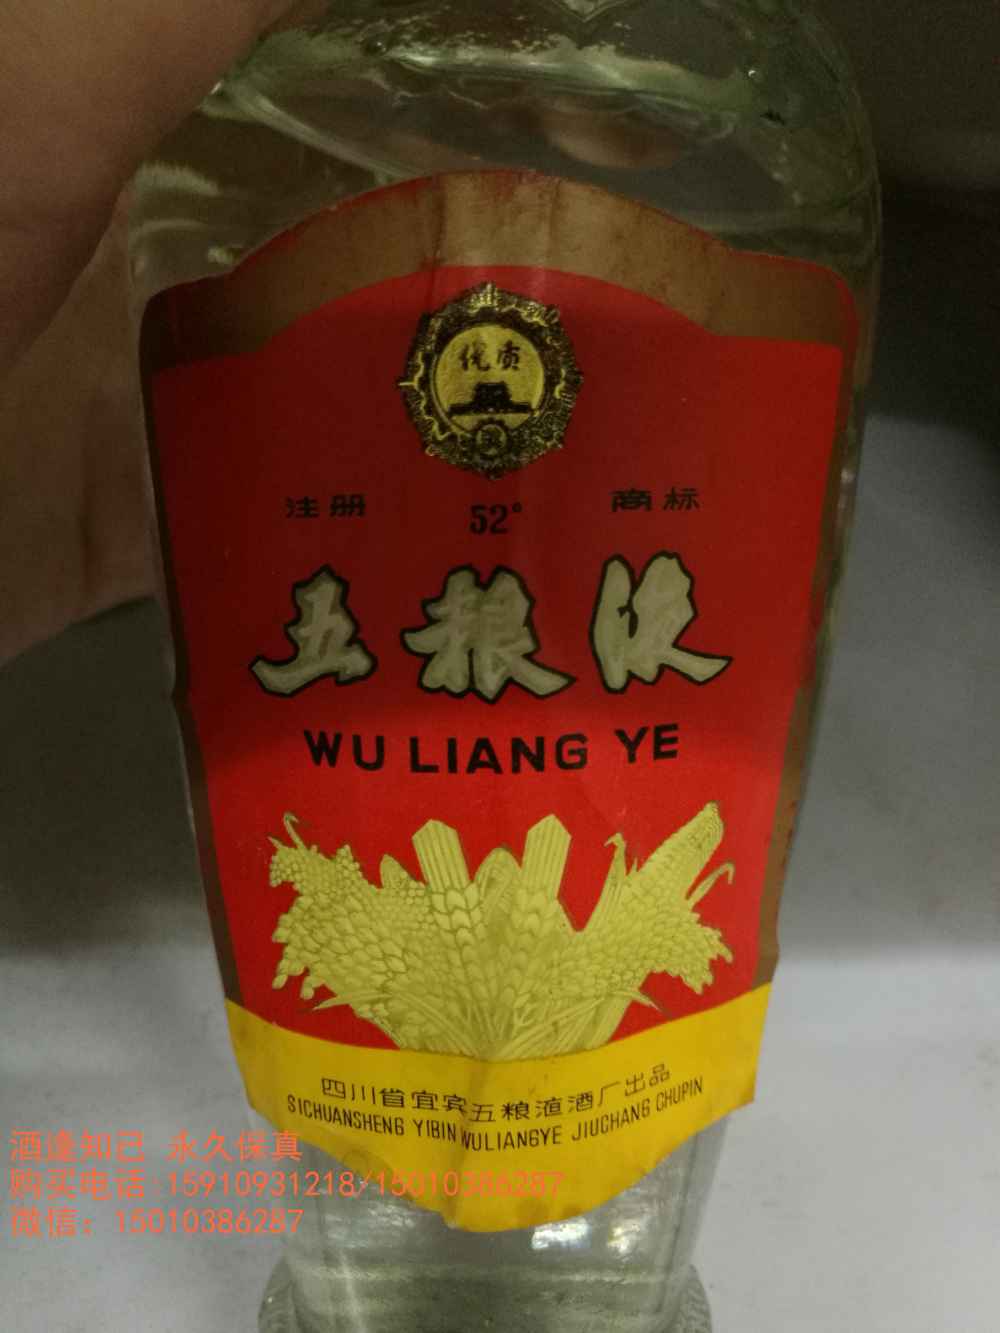 优质
注册 52° 商标
五粮液
WU LIANG YE
四川省宜宾五粮液酒厂出品
SICHUANSHENG YIBIN WULIANGYE JIUCHANG CHUPIN
酒逢知己 永久保真
购买电话:15910931218/15010386287
微信：15010386287